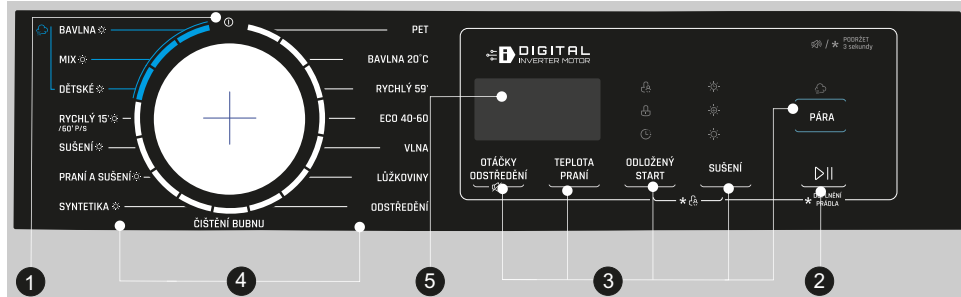 BAVLNA
MIX
DĚTSKÉ
RYCHLÝ 15'
/60' P/S
SUŠENÍ
PRANÍ A SUŠENÍ
SYNTETIKA
ČIŠTĚNÍ BUBNU
PET
BAVLNA 20°C
RYCHLÝ 59'
ECO 40-60
VLNA
LŮŽKOVINY
ODSTŘEDĚNÍ
DIGITAL
INVERTER MOTOR
/ * PODRŽET
3 sekundy
OTÁČKY
ODSTŘEDĚNÍ
TEPLOTA
PRANÍ
ODLOŽENÝ
START
SUŠENÍ
PÁRA
*
* DOPLNĚNÍ
PRÁDLA
1
4
5
3
2